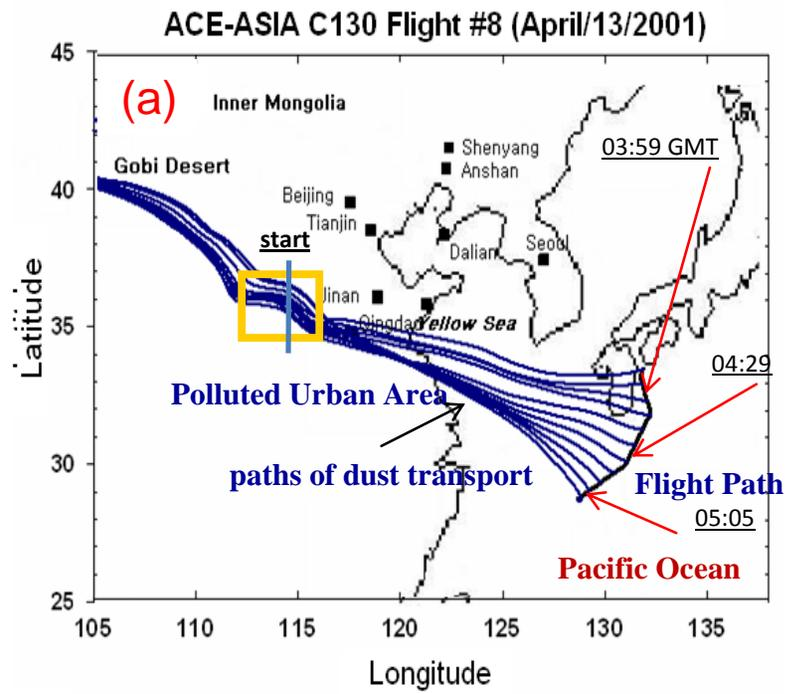 ACE-ASIA C130 Flight #8 (April/13/2001)
45
(a)
Inner Mongolia
Shenyang
03:59 GMT
Gobi Desert
Anshan
40
Beijing
Tianjin
start
Dalian
Seoul
Jinan
35
Qingdao
Yellow Sea
04:29
Polluted Urban Area
30
paths of dust transport
Flight Path
05:05
Pacific Ocean
25
105
110
115
120
125
130
135
Latitude
Longitude